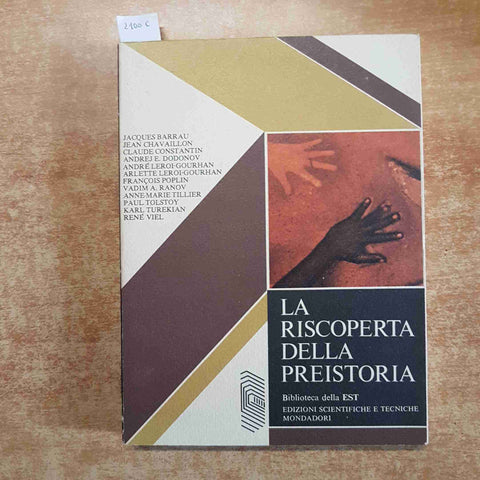 2100 C
JACQUES BARRAU
JEAN CHAVAILLON
CLAUDE CONSTANTIN
ANDREJ E. DODONOV
ANDRÉ LEROI-GOURHAN
ARLETTE LEROI-GOURHAN
FRANÇOIS POPLIN
VADIM A. RANOV
ANNE MARIE TILLIER
PAUL TOLSTOY
KARL TUREKIAN
RENÉ VIEL
LA
RISCOPERTA
DELLA
PREISTORIA
Biblioteca della EST
EDIZIONI SCIENTIFICHE E TECNICHE
MONDADORI